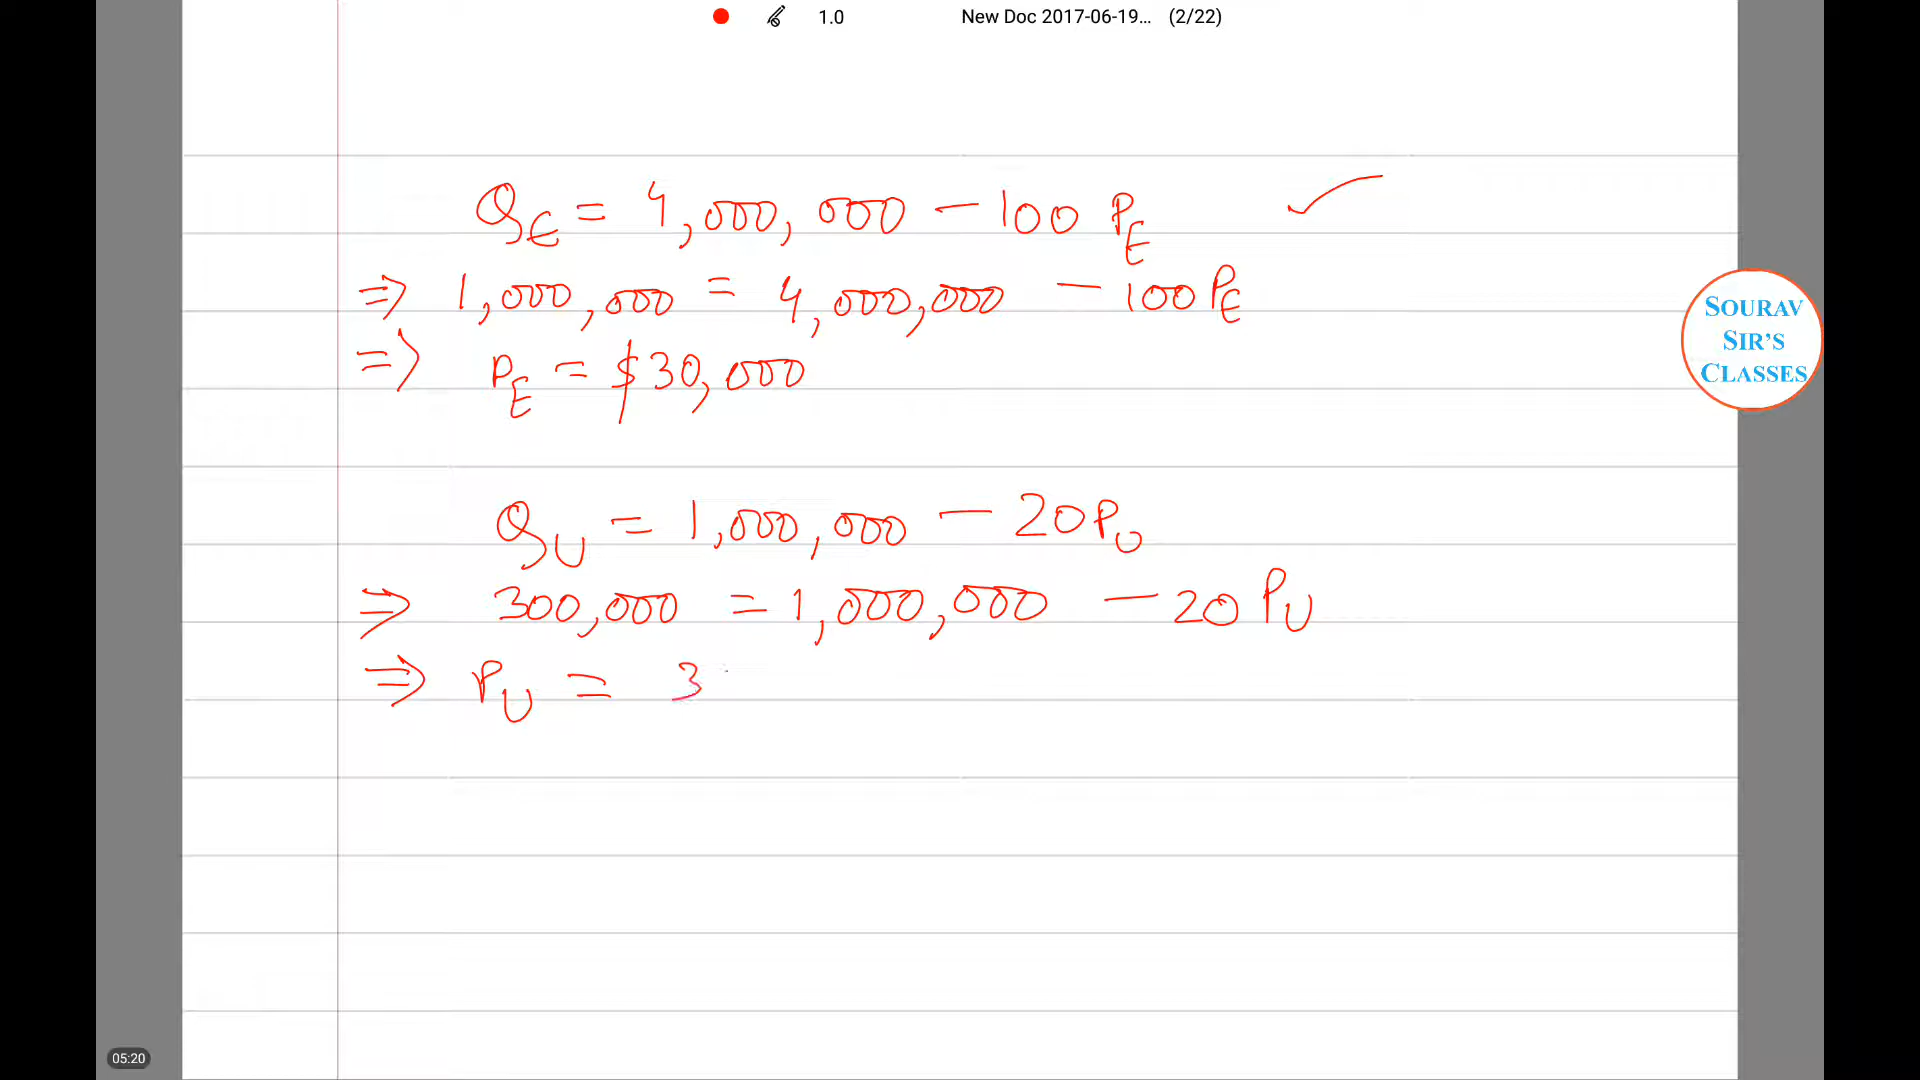 New Doc 2017-06-19... (2/22)
1.0
Q_E = 4,000,000 - 100 P_E ✓
⇒ 1,000,000 = 4,000,000 - 100 P_E
⇒ P_E = $30,000
SOURAV
SIR'S
CLASSES
Q_U = 1,000,000 - 20 P_U
⇒ 300,000 = 1,000,000 - 20 P_U
⇒ P_U = 3
05:20